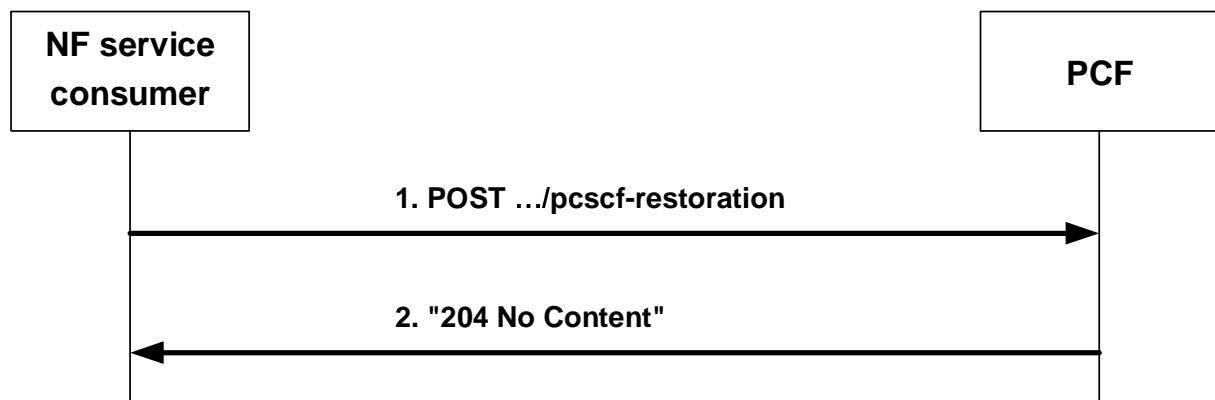 NF service
consumer
PCF
1. POST …/pcscf-restoration
2. "204 No Content"